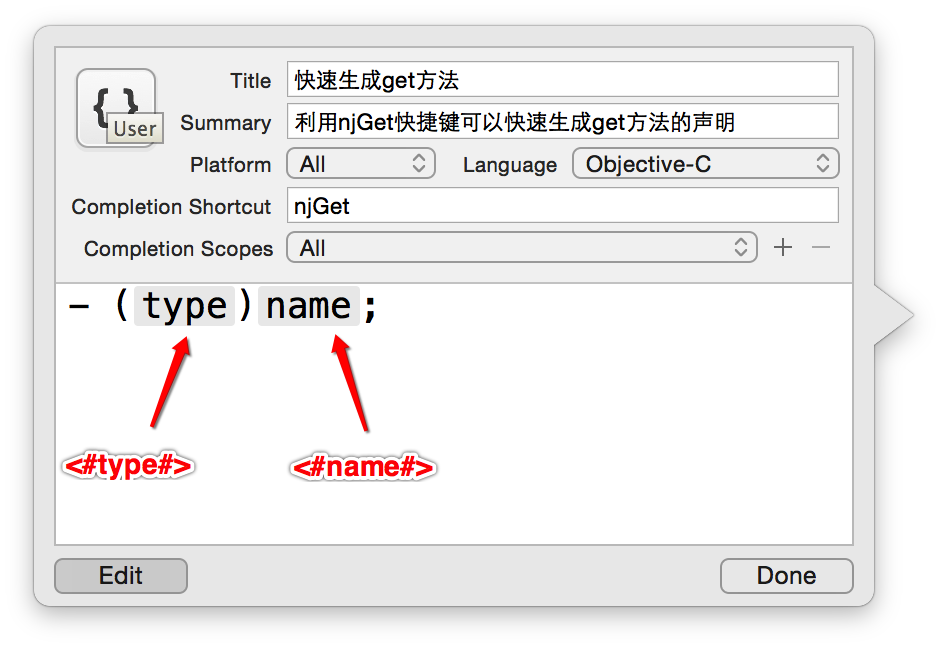 Title 快速生成get方法
User
Summary 利用njGet快捷键可以快速生成get方法的声明
Platform All Language Objective-C
Completion Shortcut njGet
Completion Scopes All
- (type)name;
<#type#> <#name#>
Edit Done